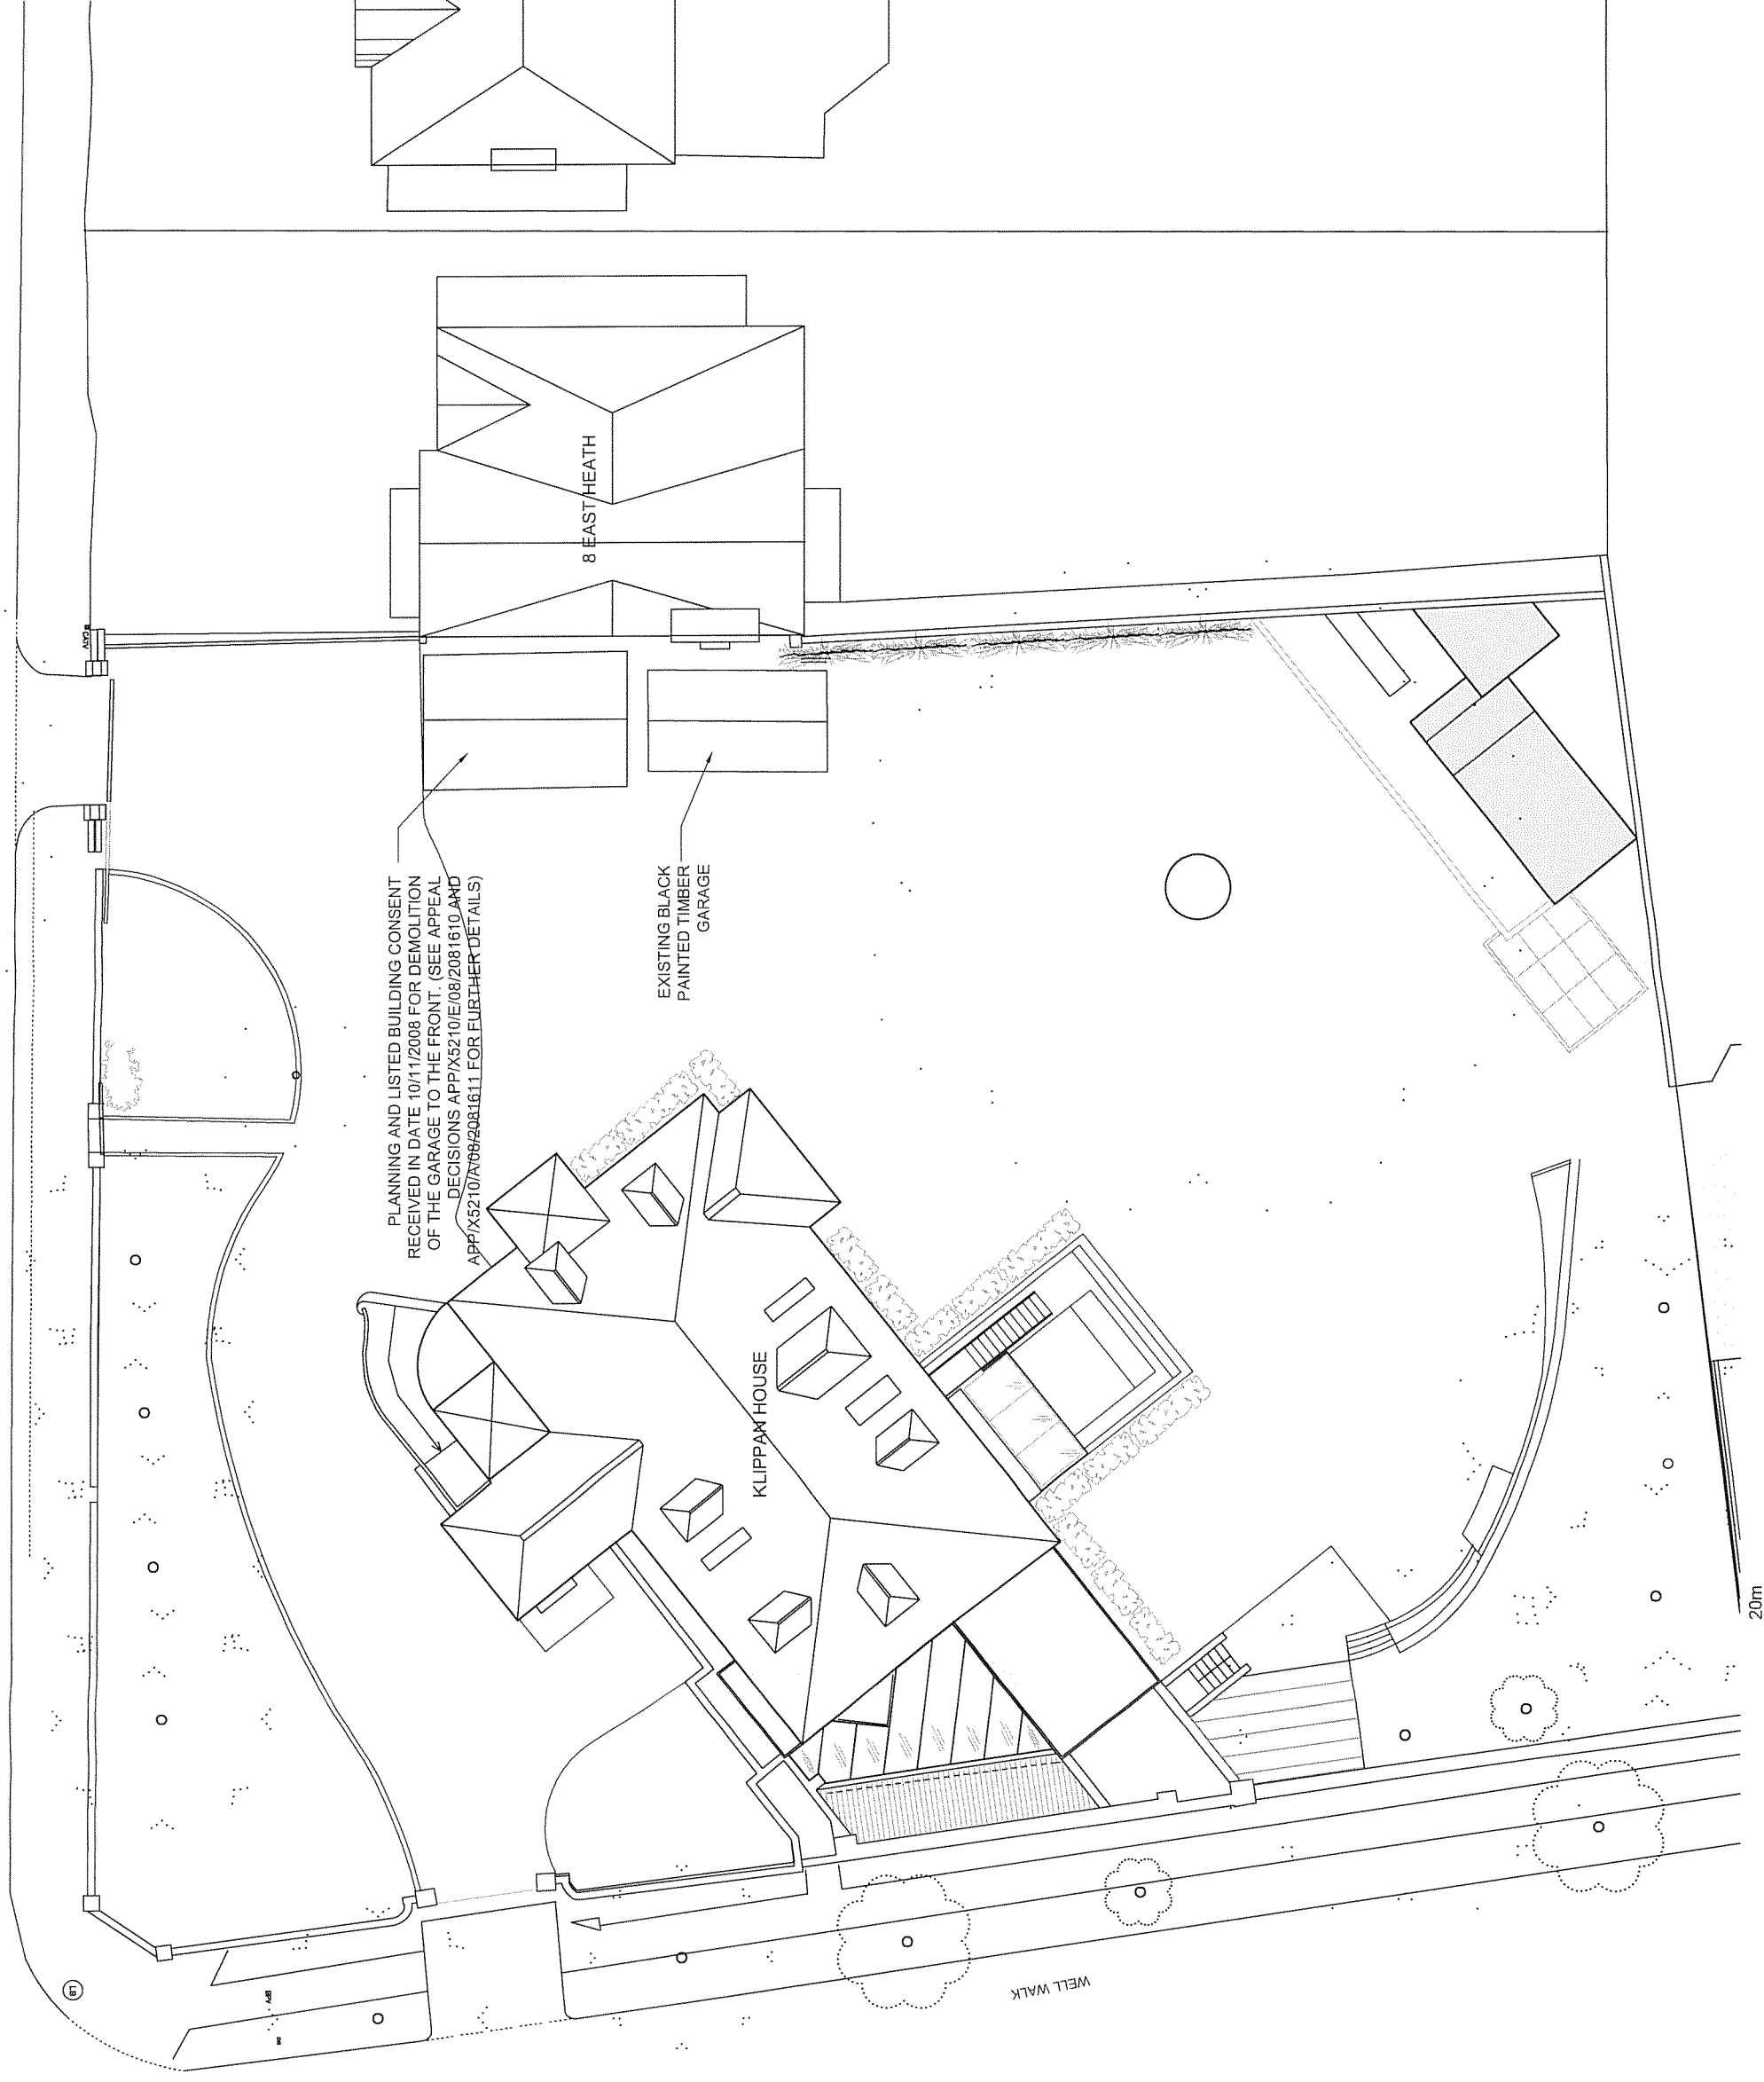 8 EAST HEATH
CATV
PLANNING AND LISTED BUILDING CONSENT
RECEIVED IN DATE 10/11/2008 FOR DEMOLITION
OF THE GARAGE TO THE FRONT. (SEE APPEAL
DECISIONS APP/X5210/E/08/2081610 AND
APP/X5210/A/08/2081611 FOR FURTHER DETAILS)
EXISTING BLACK
PAINTED TIMBER
GARAGE
KLIPPAN HOUSE
WELL WALK
LB
20m